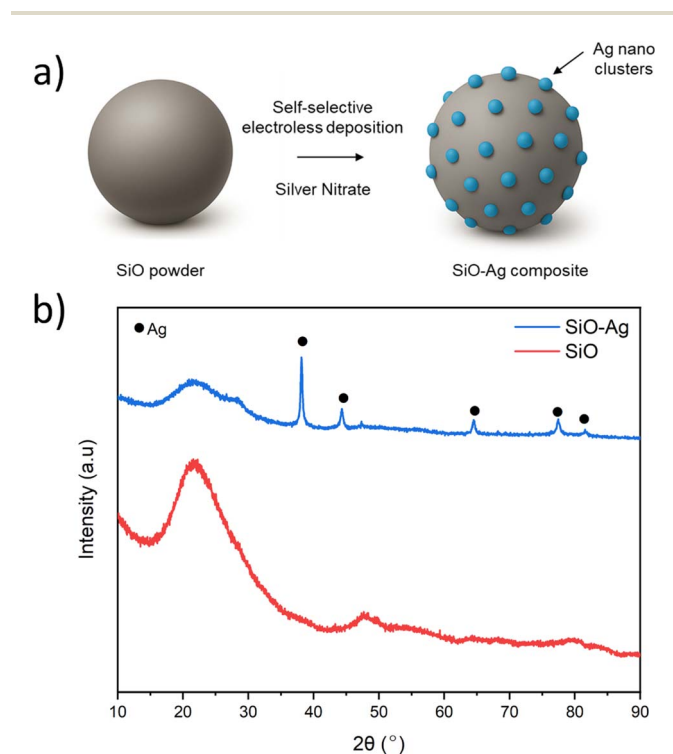 a)
Ag nano
clusters
Self-selective
electroless deposition
Silver Nitrate
SiO powder
SiO-Ag composite
b)
Ag
SiO-Ag
SiO
Intensity (a.u)
10 20 30 40 50 60 70 80 90
2θ (°)